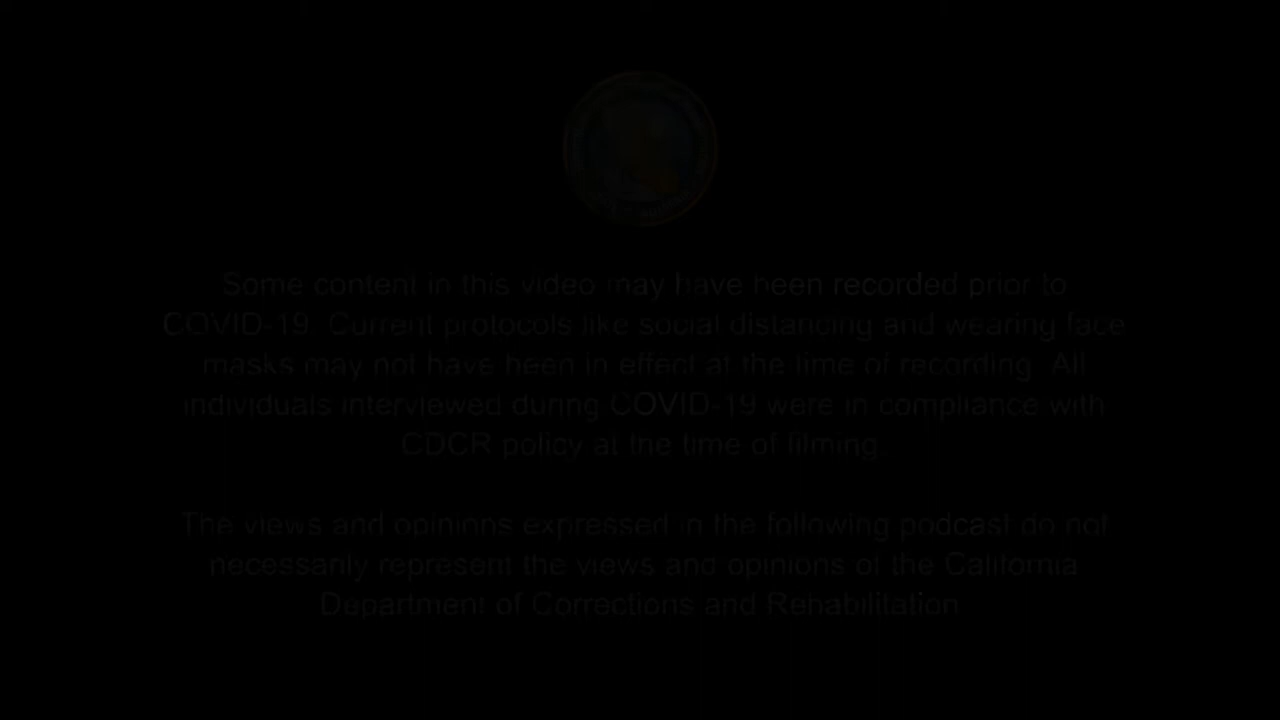 Some content in this video may have been recorded prior to
COVID-19. Current protocols like social distancing and wearing face
masks may not have been in effect at the time of recording. All
individuals interviewed during COVID-19 were in compliance with
CDCR policy at the time of filming.
The views and opinions expressed in the following podcast do not
necessarily represent the views and opinions of the California
Department of Corrections and Rehabilitation